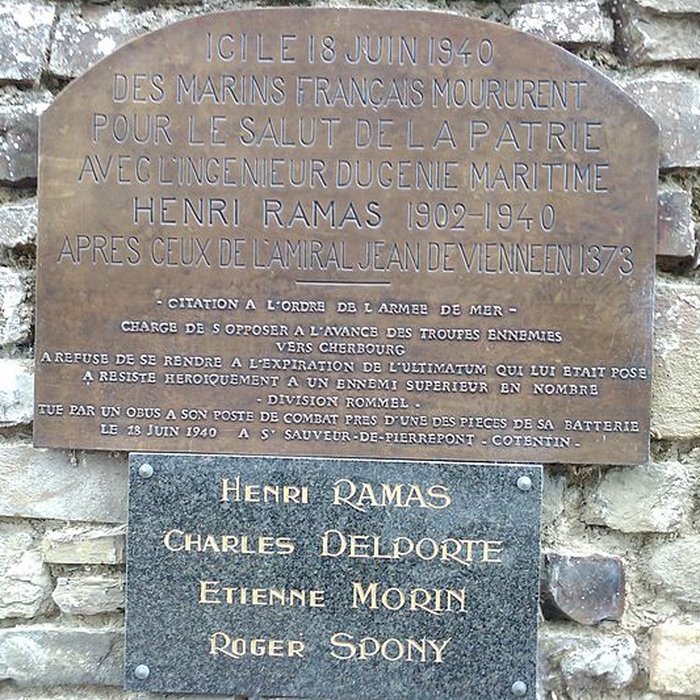 ICI LE 18 JUIN 1940
DES MARINS FRANÇAIS MOURURENT
POUR LE SALUT DE LA PATRIE
AVEC L'INGENIEUR DU GENIE MARITIME
HENRI RAMAS 1902-1940
APRES CEUX DE L'AMIRAL JEAN DE VIENNE EN 1373
- CITATION A L'ORDRE DE L ARMEE DE MER -
CHARGE DE S OPPOSER A L'AVANCE DES TROUPES ENNEMIES
VERS CHERBOURG
A REFUSE DE SE RENDRE A L'EXPIRATION DE L'ULTIMATUM QUI LUI ETAIT POSE
A RESISTE HEROIQUEMENT A UN ENNEMI SUPERIEUR EN NOMBRE
- DIVISION ROMMEL -
TUE PAR UN OBUS A SON POSTE DE COMBAT PRES D'UNE DES PIECES DE SA BATTERIE
LE 18 JUIN 1940 A ST SAUVEUR-DE-PIERREPONT - COTENTIN -
HENRI RAMAS
CHARLES DELPORTE
ETIENNE MORIN
ROGER SPONY